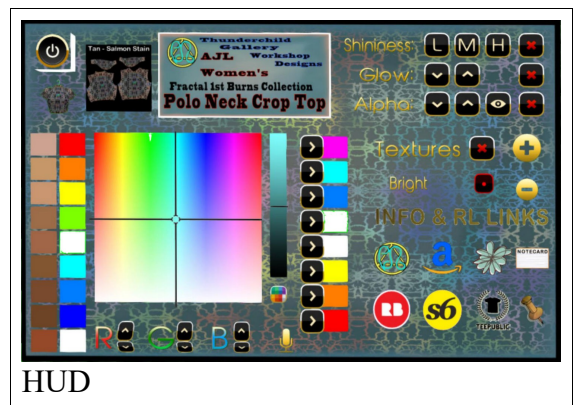 Tan - Salmon Stain
Thunderchild
Gallery
AJL Workshop
Designs
Women's
Fractal 1st Burns Collection
Polo Neck Crop Top
Shininess: L M H
Glow:
Alpha:
Textures
Bright
INFO & RL LINKS
a
NOTECARD
RB
s6
TEEPUBLIC
R G B
HUD